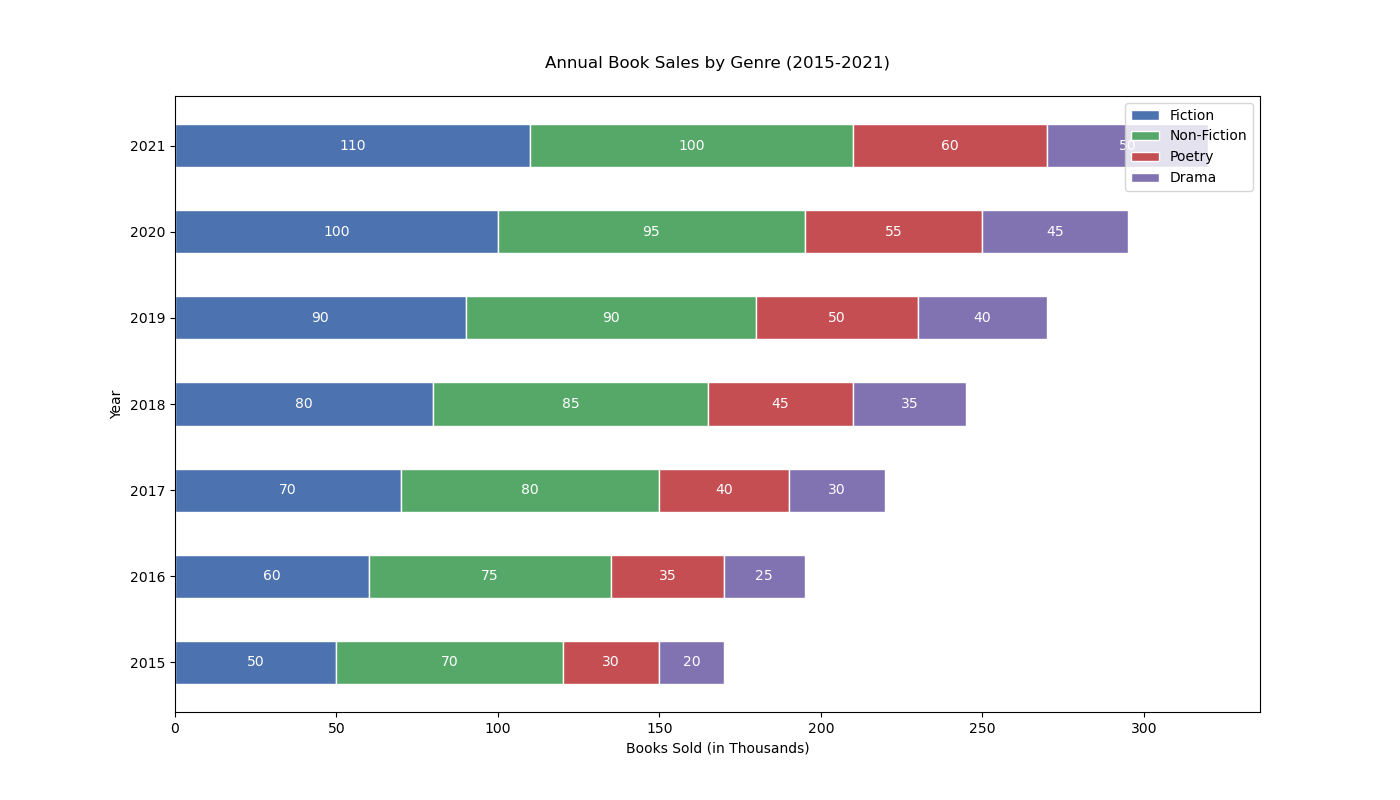 Annual Book Sales by Genre (2015-2021)
Fiction
Non-Fiction
Poetry
Drama
2021 110 100 60 50
2020 100 95 55 45
2019 90 90 50 40
2018 80 85 45 35
2017 70 80 40 30
2016 60 75 35 25
2015 50 70 30 20
Year
0 50 100 150 200 250 300
Books Sold (in Thousands)